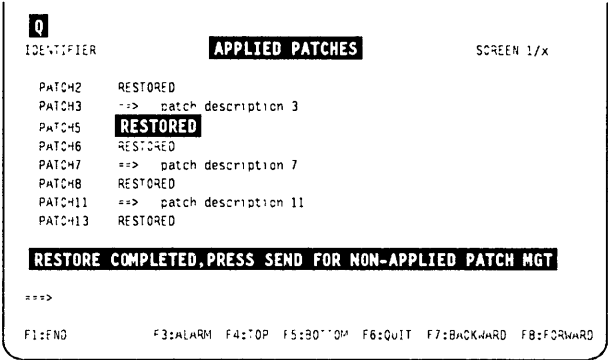 Q
IDENTIFIER APPLIED PATCHES SCREEN 1/x
PATCH2 RESTORED
PATCH3 ==> patch description 3
PATCH5 RESTORED
PATCH6 RESTORED
PATCH7 ==> patch description 7
PATCH8 RESTORED
PATCH11 ==> patch description 11
PATCH13 RESTORED
RESTORE COMPLETED,PRESS SEND FOR NON-APPLIED PATCH MGT
===>
F1:END F3:ALARM F4:TOP F5:BOTTOM F6:QUIT F7:BACKWARD F8:FORWARD